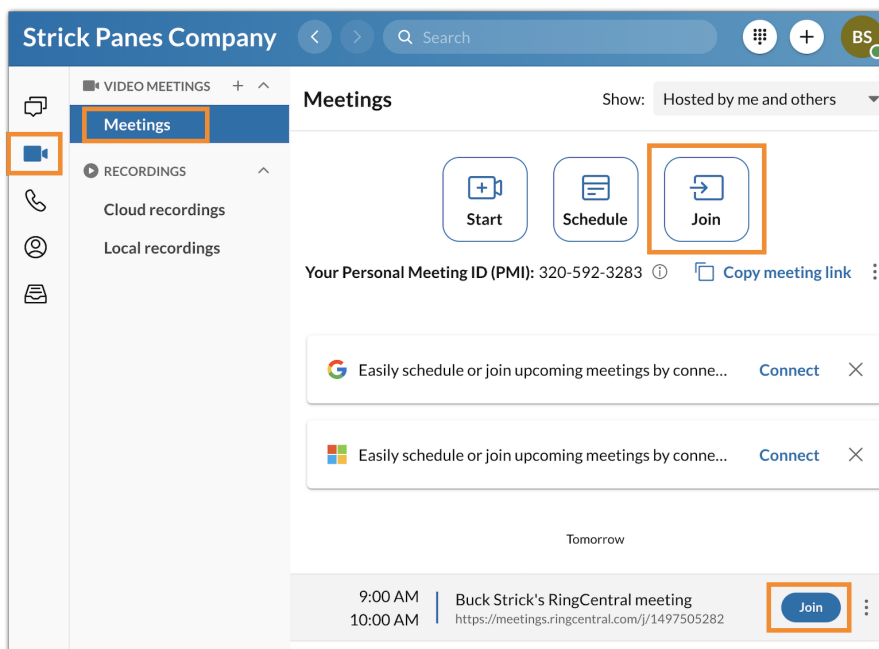 Strick Panes Company
Search
BS
VIDEO MEETINGS
Meetings
RECORDINGS
Cloud recordings
Local recordings
Meetings
Show: Hosted by me and others
Start
Schedule
Join
Your Personal Meeting ID (PMI): 320-592-3283
Copy meeting link
Easily schedule or join upcoming meetings by conne... Connect
Easily schedule or join upcoming meetings by conne... Connect
Tomorrow
9:00 AM
10:00 AM
Buck Strick's RingCentral meeting
https://meetings.ringcentral.com/j/1497505282
Join